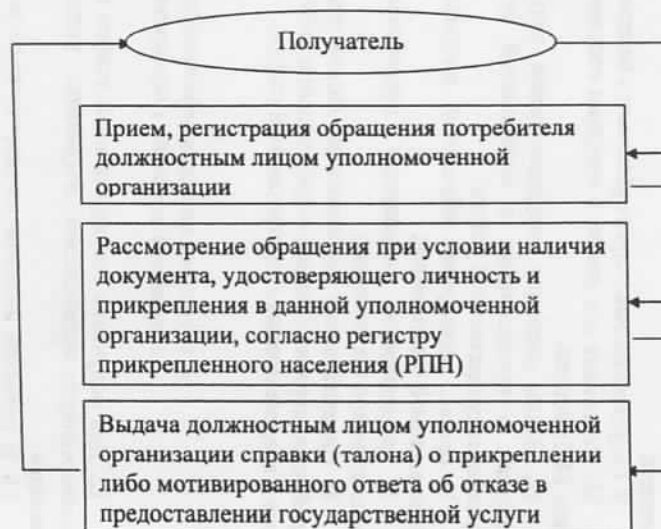 Получатель
Прием, регистрация обращения потребителя
должностным лицом уполномоченной
организации
Рассмотрение обращения при условии наличия
документа, удостоверяющего личность и
прикрепления в данной уполномоченной
организации, согласно регистру
прикрепленного населения (РПН)
Выдача должностным лицом уполномоченной
организации справки (талона) о прикреплении
либо мотивированного ответа об отказе в
предоставлении государственной услуги